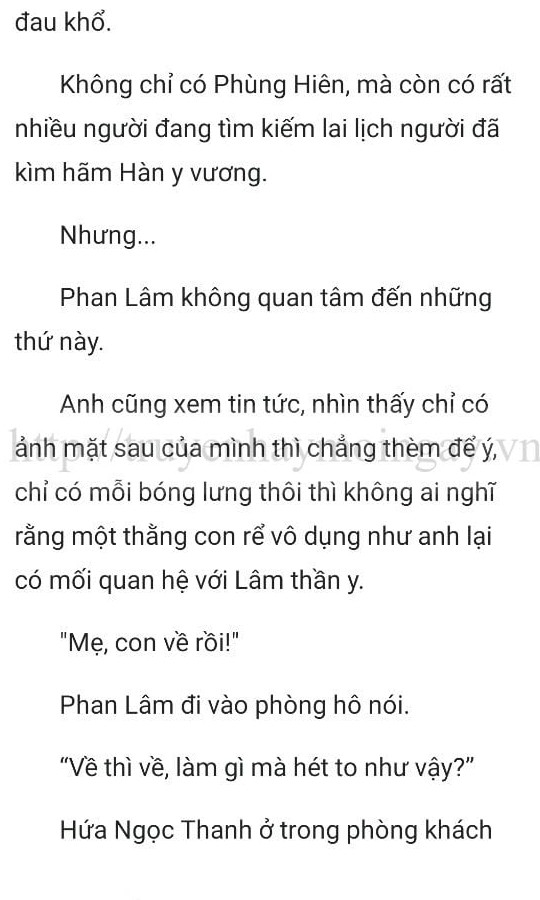 đau khổ.
Không chỉ có Phùng Hiên, mà còn có rất
nhiều người đang tìm kiếm lai lịch người đã
kìm hãm Hàn y vương.
Nhưng...
Phan Lâm không quan tâm đến những
thứ này.
Anh cũng xem tin tức, nhìn thấy chỉ có
ảnh mặt sau của mình thì chẳng thèm để ý,
chỉ có mỗi bóng lưng thôi thì không ai nghĩ
rằng một thằng con rể vô dụng như anh lại
có mối quan hệ với Lâm thần y.
"Mẹ, con về rồi!"
Phan Lâm đi vào phòng hô nói.
“Về thì về, làm gì mà hét to như vậy?”
Hứa Ngọc Thanh ở trong phòng khách